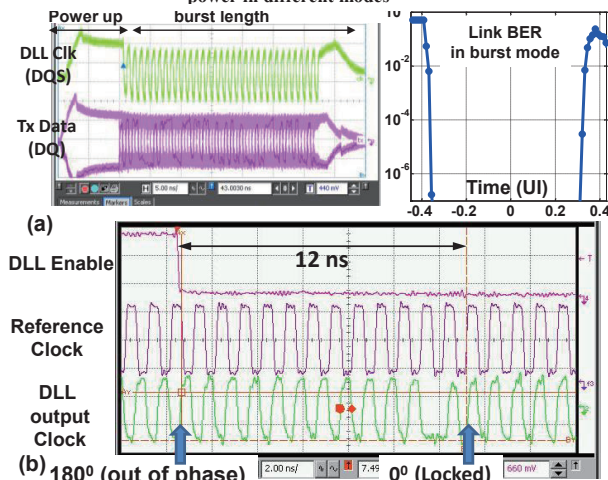 power in different modes
Power up
burst length
DLL Clk
(DQS)
Tx Data
(DQ)
H 5.00 ns/ 43.0030 ns T 440 mV
Measurements Markers Scales
(a)
Link BER
in burst mode
10⁰
10⁻²
10⁻⁴
10⁻⁶
Time (UI)
-0.4 -0.2 0 0.2 0.4
DLL Enable
12 ns
Reference
Clock
DLL
output
Clock
(b)
180⁰ (out of phase)
2.00 ns/
T 7.49
0⁰ (Locked)
660 mV